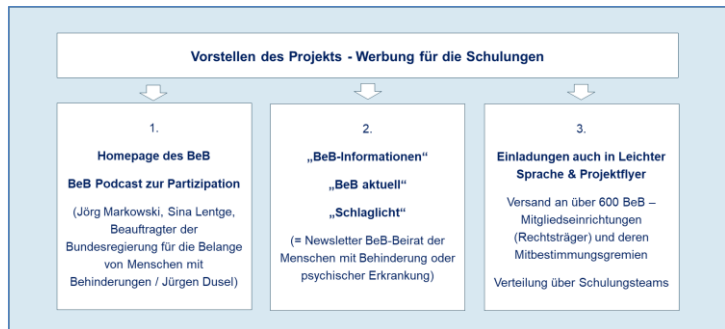 Vorstellen des Projekts - Werbung für die Schulungen
1.
Homepage des BeB
BeB Podcast zur Partizipation
(Jörg Markowski, Sina Lentge,
Beauftragter der
Bundesregierung für die Belange
von Menschen mit
Behinderungen / Jürgen Dusel)
2.
„BeB-Informationen“
„BeB aktuell“
„Schlaglicht“
(= Newsletter BeB-Beirat der
Menschen mit Behinderung oder
psychischer Erkrankung)
3.
Einladungen auch in Leichter
Sprache & Projektflyer
Versand an über 600 BeB –
Mitgliedseinrichtungen
(Rechtsträger) und deren
Mitbestimmungsgremien
Verteilung über Schulungsteams